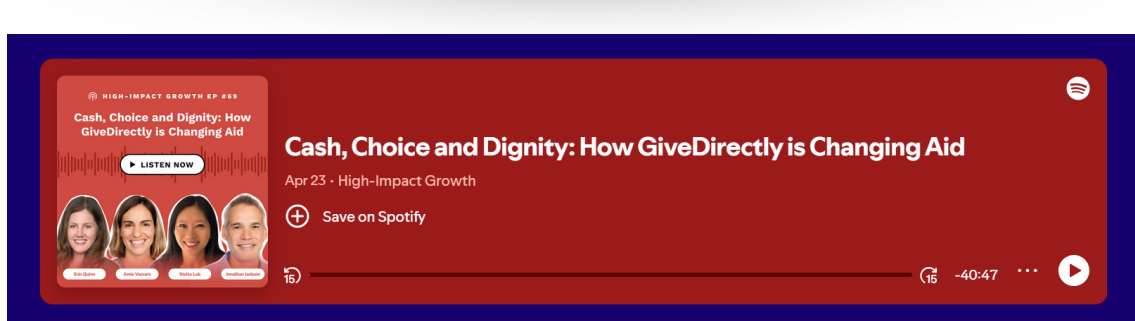 HIGH-IMPACT GROWTH EP #69
Cash, Choice and Dignity: How
GiveDirectly is Changing Aid
LISTEN NOW
Erin Quinn
Amie Vaccaro
Stella Luk
Jonathan Jackson
Cash, Choice and Dignity: How GiveDirectly is Changing Aid
Apr 23 · High-Impact Growth
Save on Spotify
15
15
-40:47